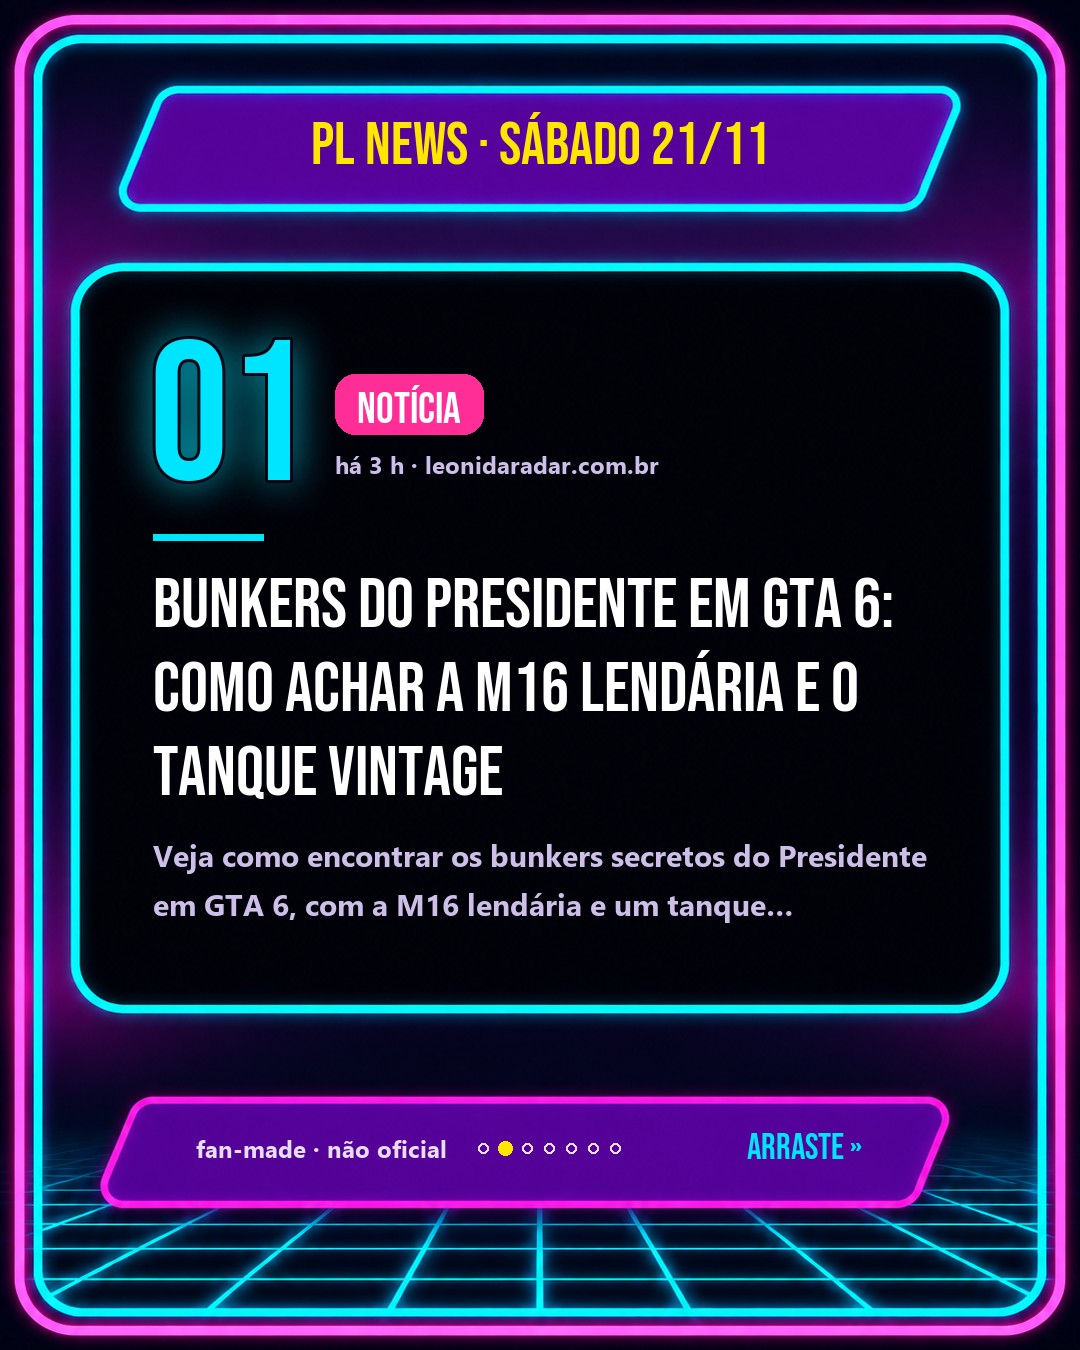 PL NEWS · SÁBADO 21/11
01
NOTÍCIA
há 3 h · leonidaradar.com.br
BUNKERS DO PRESIDENTE EM GTA 6:
COMO ACHAR A M16 LENDÁRIA E O
TANQUE VINTAGE
Veja como encontrar os bunkers secretos do Presidente
em GTA 6, com a M16 lendária e um tanque...
fan-made · não oficial
ARRASTE »